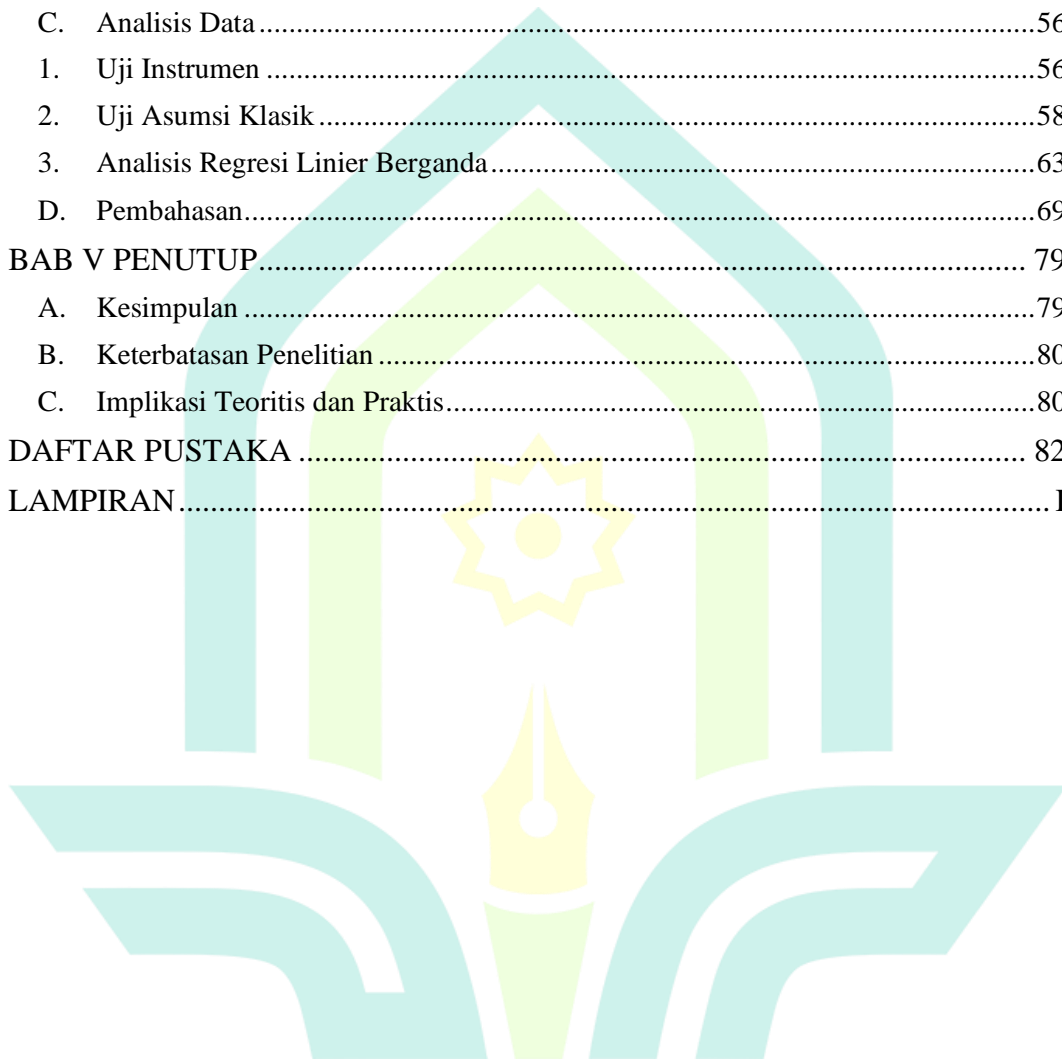 C. Analisis Data ........ 56
1. Uji Instrumen ........ 56
2. Uji Asumsi Klasik ........ 58
3. Analisis Regresi Linier Berganda ........ 63
D. Pembahasan ........ 69
BAB V PENUTUP ........ 79
A. Kesimpulan ........ 79
B. Keterbatasan Penelitian ........ 80
C. Implikasi Teoritis dan Praktis ........ 80
DAFTAR PUSTAKA ........ 82
LAMPIRAN ........ I